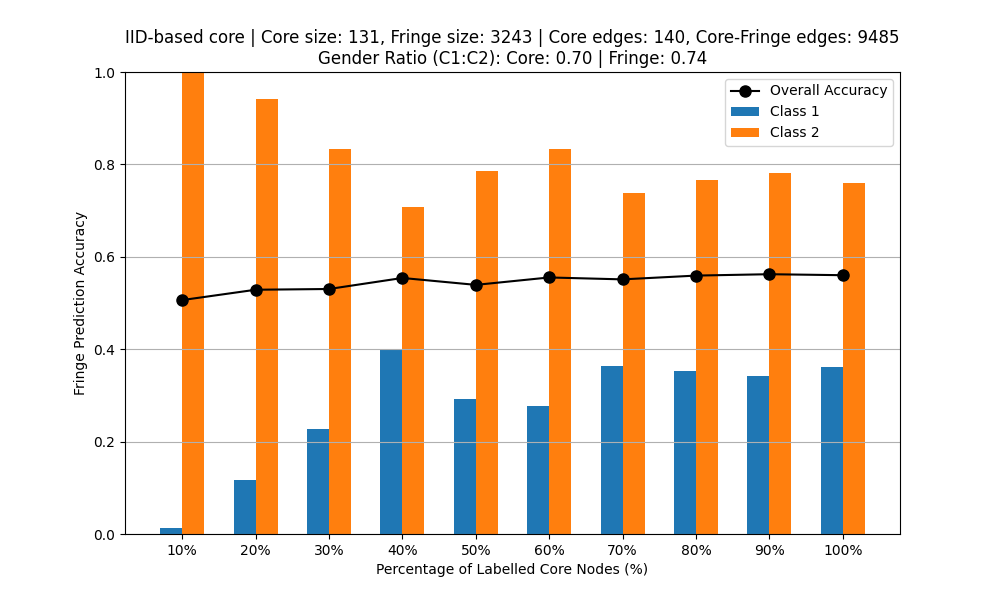 IID-based core | Core size: 131, Fringe size: 3243 | Core edges: 140, Core-Fringe edges: 9485
Gender Ratio (C1:C2): Core: 0.70 | Fringe: 0.74
Overall Accuracy
Class 1
Class 2
Fringe Prediction Accuracy
1.0
0.8
0.6
0.4
0.2
0.0
10% 20% 30% 40% 50% 60% 70% 80% 90% 100%
Percentage of Labelled Core Nodes (%)